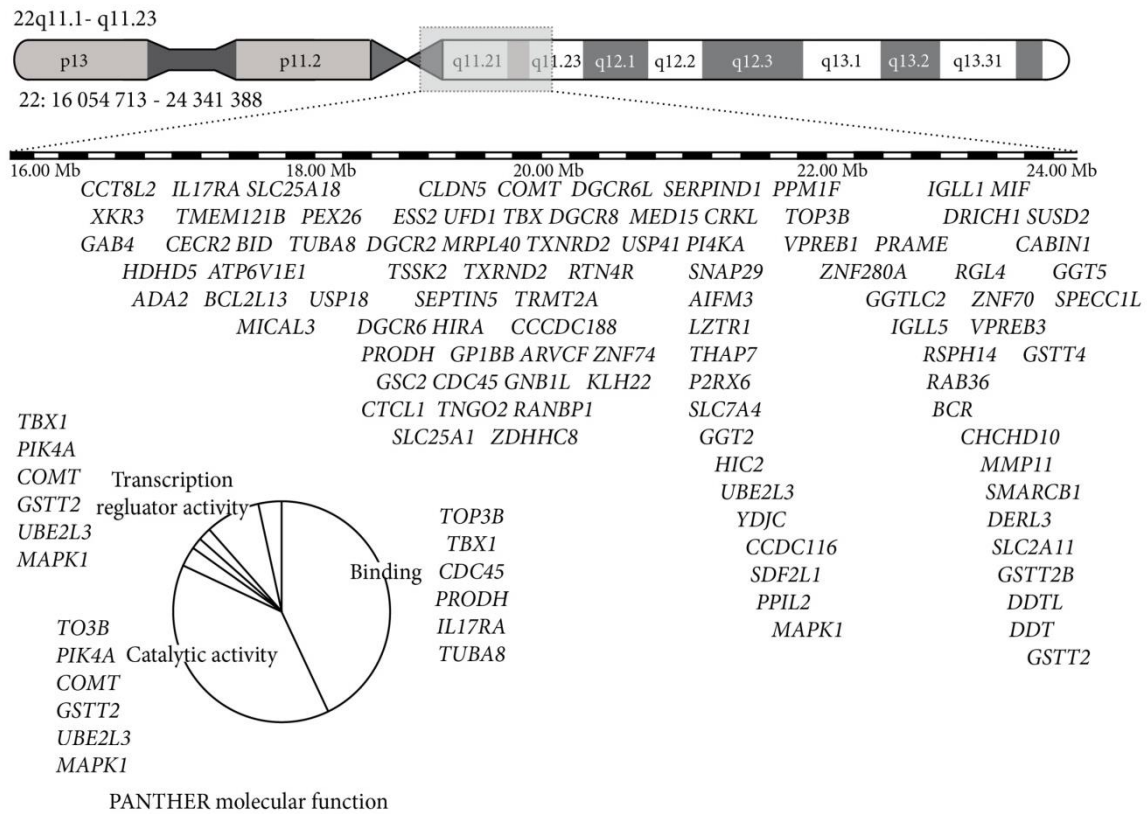 22q11.1- q11.23
p13 p11.2 q11.21 q11.23 q12.1 q12.2 q12.3 q13.1 q13.2 q13.31
22: 16 054 713 - 24 341 388
16.00 Mb 18.00 Mb 20.00 Mb 22.00 Mb 24.00 Mb
CCT8L2 IL17RA SLC25A18 CLDN5 COMT DGCR6L SERPIND1 PPM1F IGLL1 MIF
XKR3 TMEM121B PEX26 ESS2 UFD1 TBX DGCR8 MED15 CRKL TOP3B DRICH1 SUSD2
GAB4 CECR2 BID TUBA8 DGCR2 MRPL40 TXNRD2 USP41 PI4KA VPREB1 PRAME CABIN1
HDHD5 ATP6V1E1 TSSK2 TXRND2 RTN4R SNAP29 ZNF280A RGL4 GGT5
ADA2 BCL2L13 USP18 SEPTIN5 TRMT2A AIFM3 GGTLC2 ZNF70 SPECC1L
MICAL3 DGCR6 HIRA CCCDC188 LZTR1 IGLL5 VPREB3
PRODH GP1BB ARVCF ZNF74 THAP7 RSPH14 GSTT4
GSC2 CDC45 GNB1L KLH22 P2RX6 RAB36
CTCL1 TNGO2 RANBP1 SLC7A4 BCR
SLC25A1 ZDHHC8 GGT2 CHCHD10
HIC2 MMP11
UBE2L3 SMARCB1
YDJC DERL3
CCDC116 SLC2A11
SDF2L1 GSTT2B
PPIL2 DDTL
MAPK1 DDT
GSTT2
TBX1
PIK4A
COMT
GSTT2
UBE2L3
MAPK1
Transcription
regluator activity
Binding
TOP3B
TBX1
CDC45
PRODH
IL17RA
TUBA8
Catalytic activity
TO3B
PIK4A
COMT
GSTT2
UBE2L3
MAPK1
PANTHER molecular function